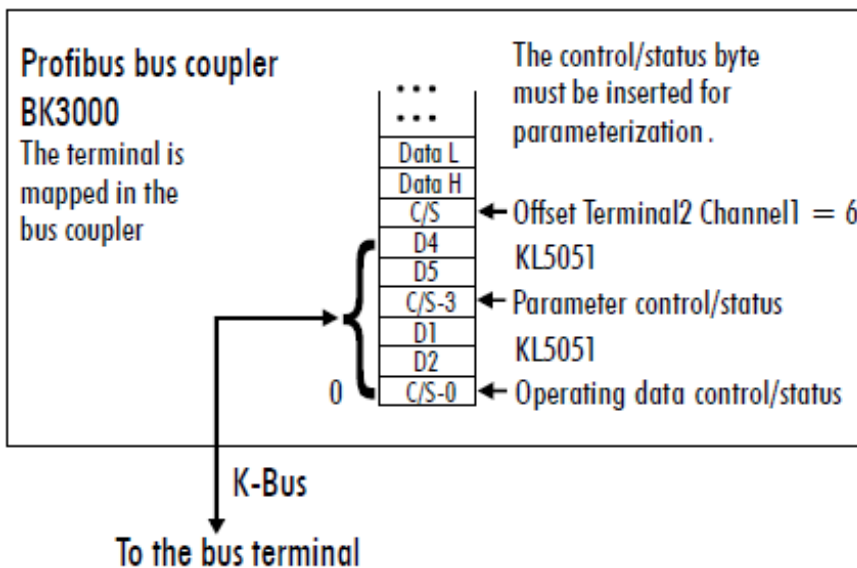 Profibus bus coupler
BK3000
The terminal is
mapped in the
bus coupler
The control/status byte
must be inserted for
parameterization .
...
...
Data L
Data H
C/S
D4
D5
C/S-3
D1
D2
0 C/S-0
Offset Terminal2 Channel1 = 6
KL5051
Parameter control/status
KL5051
Operating data control/status
K-Bus
To the bus terminal